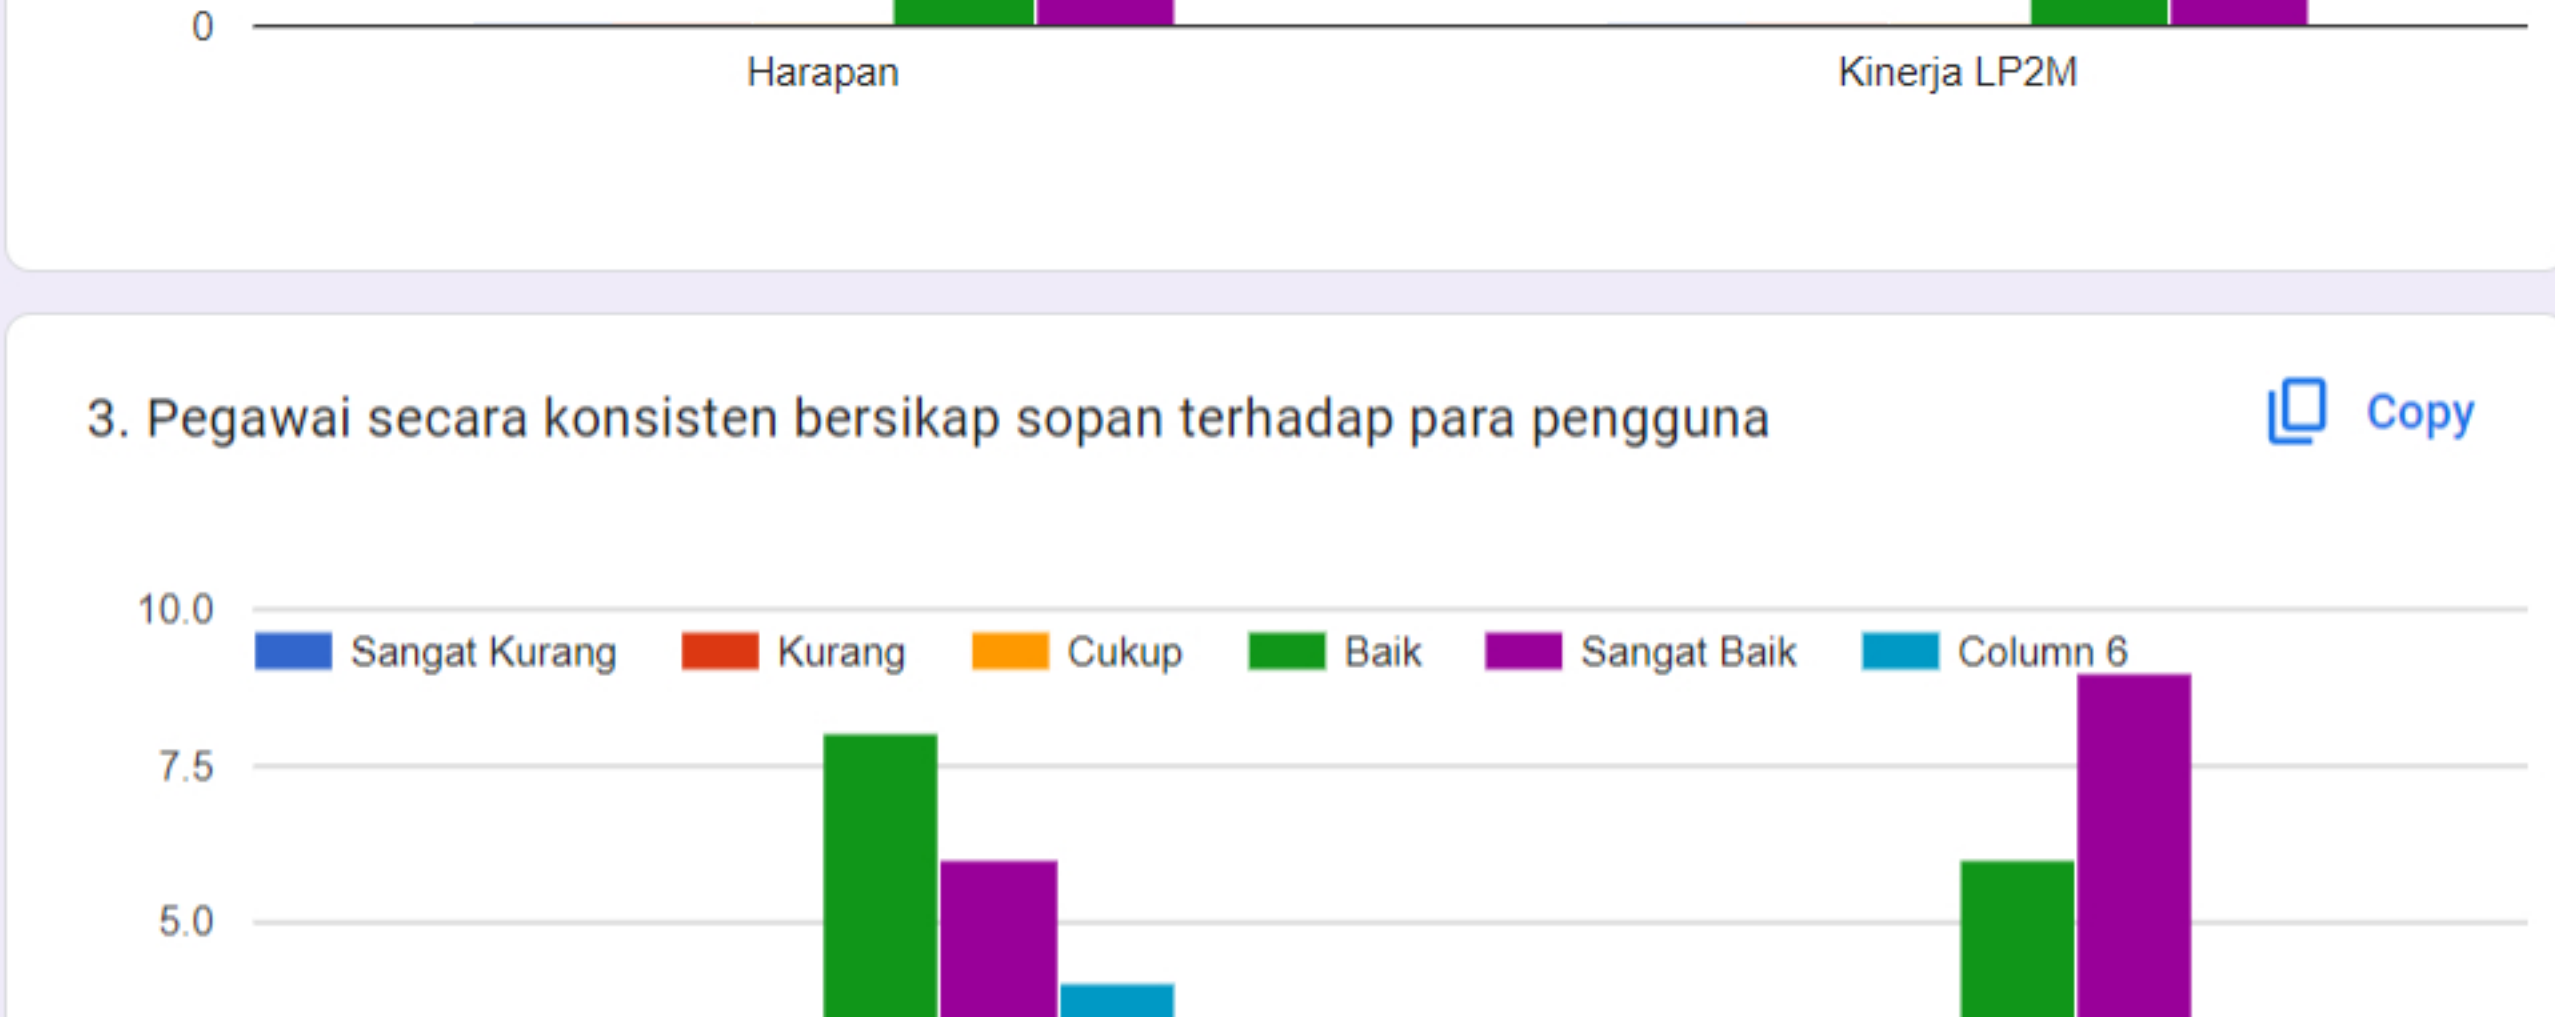 0
Harapan Kinerja LP2M
3. Pegawai secara konsisten bersikap sopan terhadap para pengguna
Copy
10.0
Sangat Kurang Kurang Cukup Baik Sangat Baik Column 6
7.5
5.0